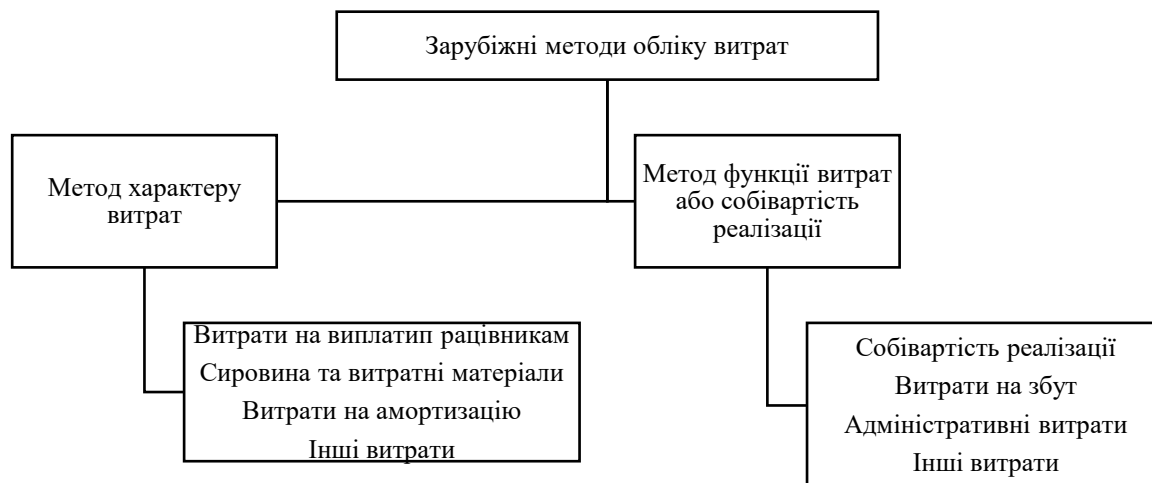 Зарубіжні методи обліку витрат
Метод характеру
витрат
Метод функції витрат
або собівартість
реалізації
Витрати на виплатип рацівникам
Сировина та витратні матеріали
Витрати на амортизацію
Інші витрати
Собівартість реалізації
Витрати на збут
Адміністративні витрати
Інші витрати